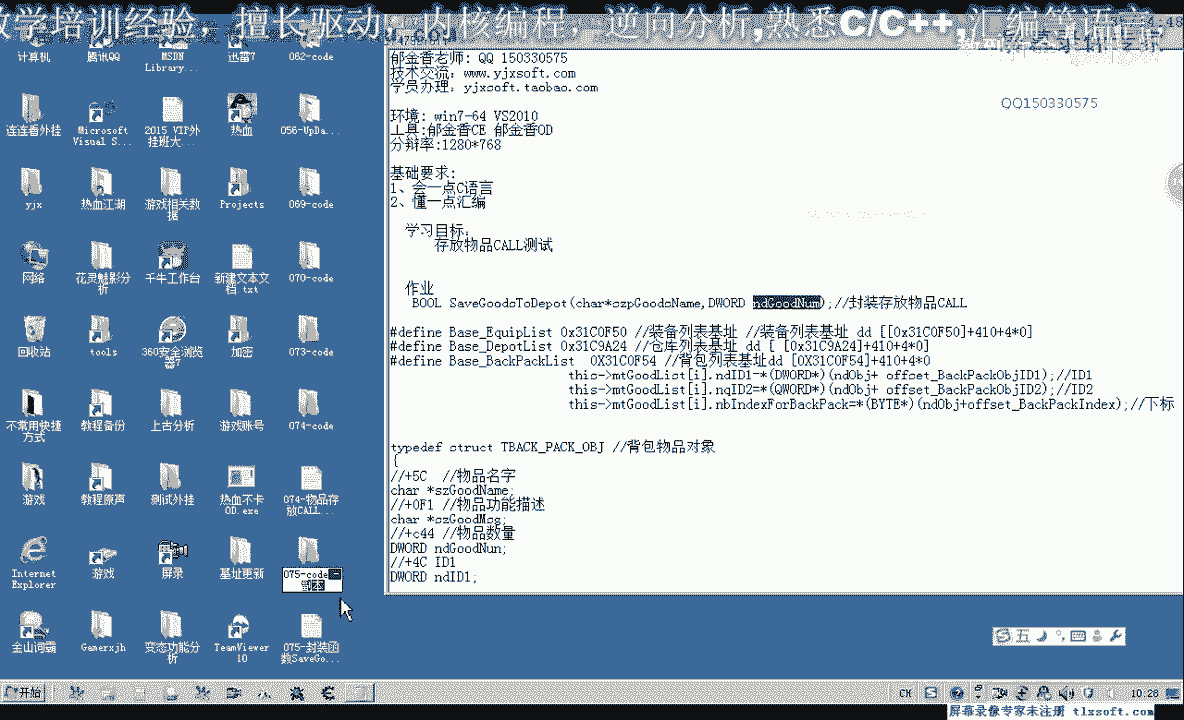 教学培训经验，擅长驱动，内核编程，逆向分析,熟悉C/C++,汇编等语言,
4:48
计算机
腾讯QQ
MSDN Library...
迅雷7
062-code
连连看外挂
Microsoft Visual S...
2015 VIP外挂班大...
热血
056-UpDa...
yjx
热血江湖
游戏相关数据
Projects
069-code
网络
花灵魅影分析
千牛工作台
新建文本文档.txt
070-code
回收站
tools
360安全浏览器7
加密
073-code
不常用快捷方式
教程备份
上古分析
游戏账号
074-code
游戏
教程原声
测试外挂
热血不卡OD.exe
074-物品存放CALL...
Internet Explorer
游戏
屏录
基址更新
075-code - 副本
金山词霸
Gamerxjh
变态功能分析
TeamViewer 10
075-封装函数SaveGo...
郁金香老师: QQ 150330575
技术交流: www.yjxsoft.com
学员办理: yjxsoft.taobao.com
QQ150330575
环境: win7-64 VS2010
工具:郁金香CE 郁金香OD
分辩率:1280*768
基础要求:
1、会一点C语言
2、懂一点汇编
学习目标:
存放物品CALL测试
作业
BOOL SaveGoodsToDepot(char*szpGoodsName,DWORD ndGoodNum);//封装存放物品CALL
#define Base_EquipList 0x31C0F50 //装备列表基址 //装备列表基址 dd [[0x31C0F50]+410+4*0]
#define Base_DepotList 0x31C9A24 //仓库列表基址 dd [ [0x31C9A24]+410+4*0]
#define Base_BackPackList  0X31C0F54 //背包列表基址dd [0X31C0F54]+410+4*0
this->mtGoodList[i].ndID1=*(DWORD*)(ndObj+ offset_BackPackObjID1);//ID1
this->mtGoodList[i].nqID2=*(QWORD*)(ndObj+ offset_BackPackObjID2);//ID2
this->mtGoodList[i].nbIndexForBackPack=*(BYTE*)(ndObj+offset_BackPackIndex);//下标
typedef struct TBACK_PACK_OBJ //背包物品对象
{
//+5C  //物品名字
char *szGoodName;
//+0F1 //物品功能描述
char *szGoodMsg;
//+c44 //物品数量
DWORD ndGoodNun;
//+4C ID1
DWORD ndID1;
开始
CH
10:28
屏幕录像专家未注册 tlxsoft.com